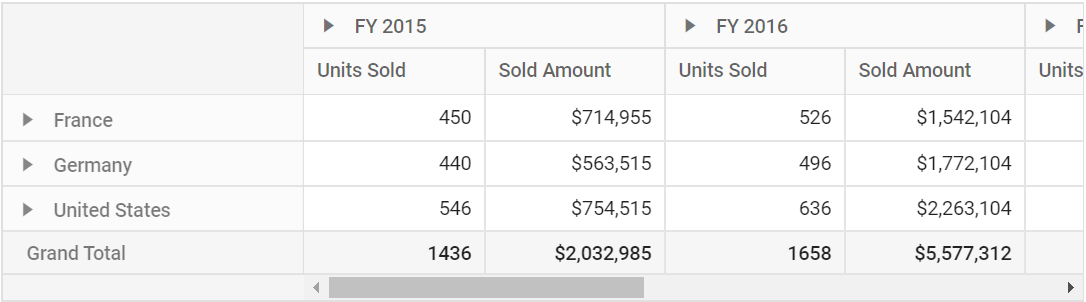 FY 2015 FY 2016 F
Units Sold Sold Amount Units Sold Sold Amount Units
France 450 $714,955 526 $1,542,104
Germany 440 $563,515 496 $1,772,104
United States 546 $754,515 636 $2,263,104
Grand Total 1436 $2,032,985 1658 $5,577,312